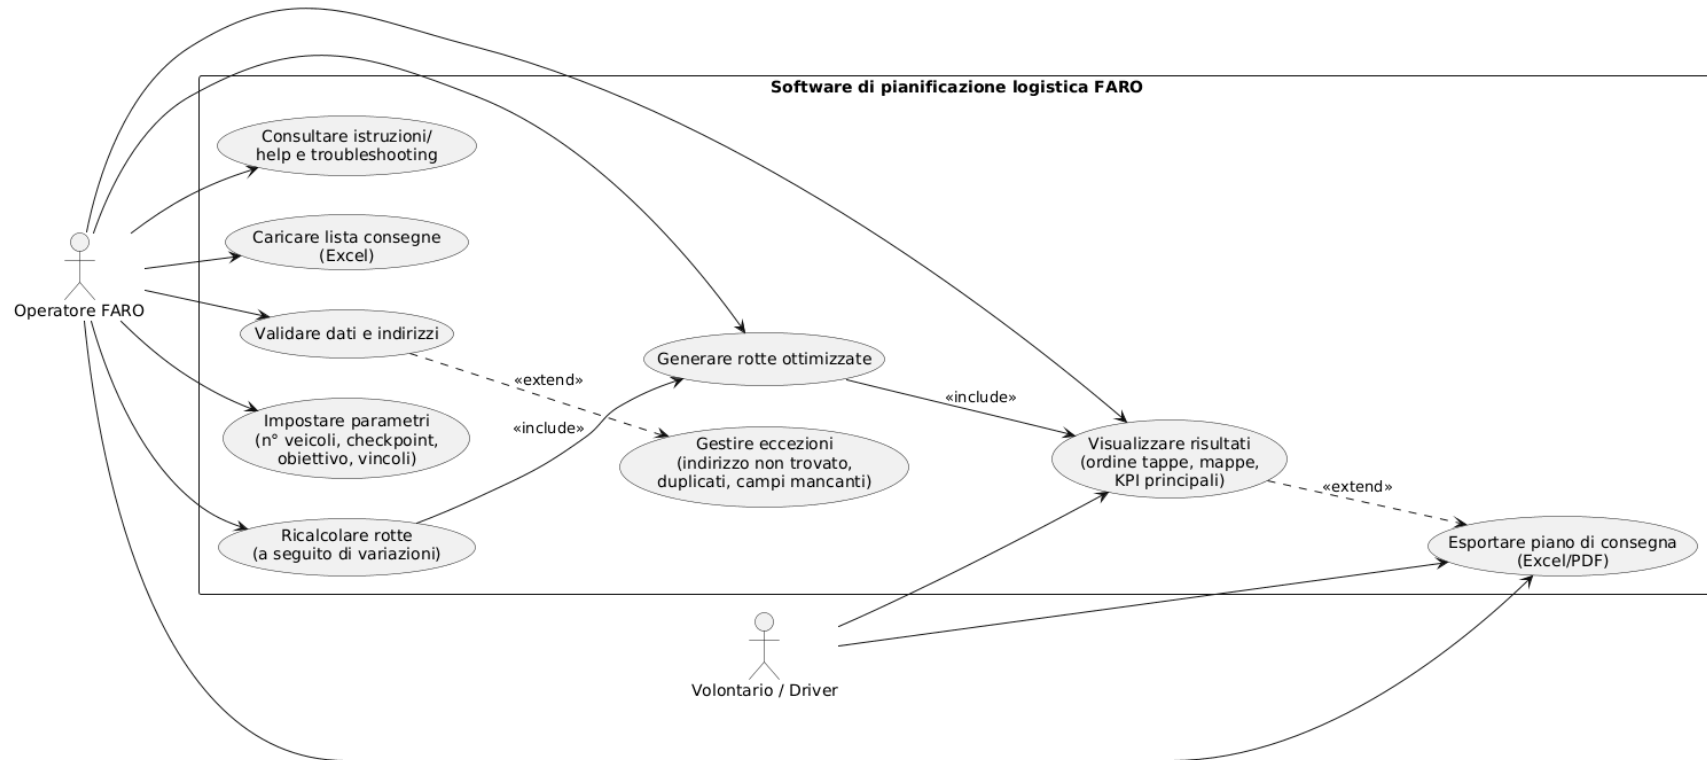 Software di pianificazione logistica FARO
Consultare istruzioni/
help e troubleshooting
Caricare lista consegne
(Excel)
Operatore FARO
Validare dati e indirizzi
Generare rotte ottimizzate
«extend»
«include»
«include»
Impostare parametri
(n° veicoli, checkpoint,
obiettivo, vincoli)
Gestire eccezioni
(indirizzo non trovato,
duplicati, campi mancanti)
Visualizzare risultati
(ordine tappe, mappe,
KPI principali)
«extend»
Ricalcolare rotte
(a seguito di variazioni)
Esportare piano di consegna
(Excel/PDF)
Volontario / Driver